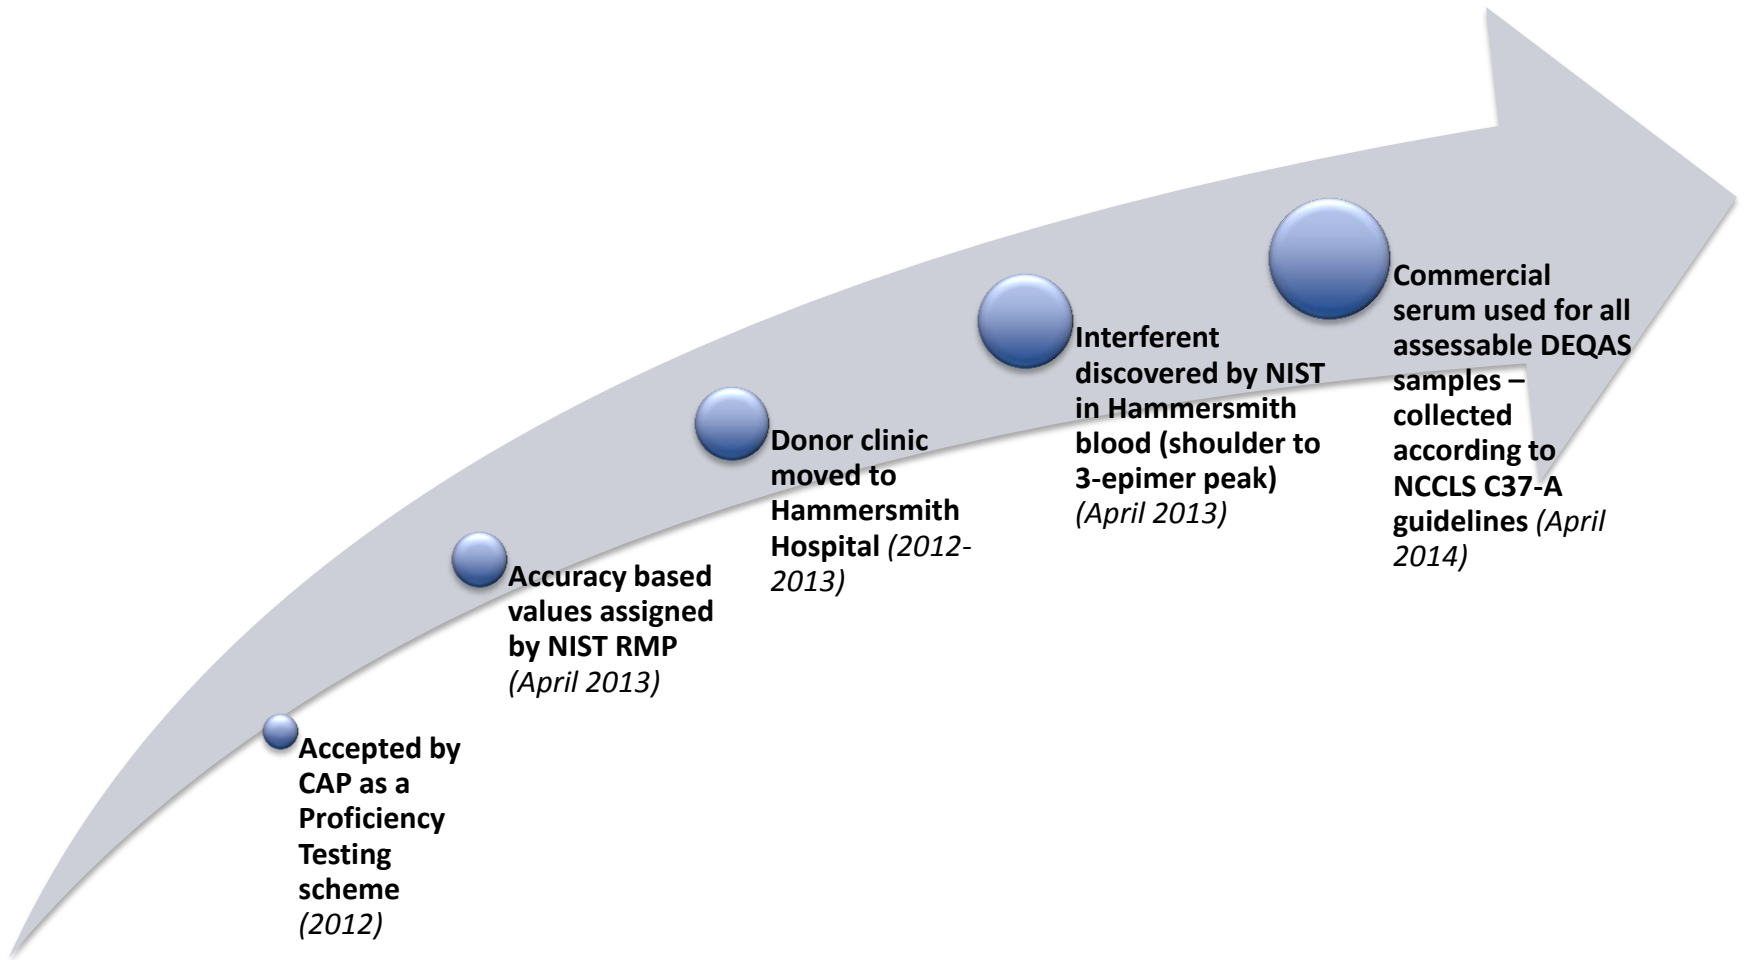 Accepted by
CAP as a
Proficiency
Testing
scheme
(2012)
Accuracy based
values assigned
by NIST RMP
(April 2013)
Donor clinic
moved to
Hammersmith
Hospital (2012-
2013)
Interferent
discovered by NIST
in Hammersmith
blood (shoulder to
3-epimer peak)
(April 2013)
Commercial
serum used for all
assessable DEQAS
samples –
collected
according to
NCCLS C37-A
guidelines (April
2014)